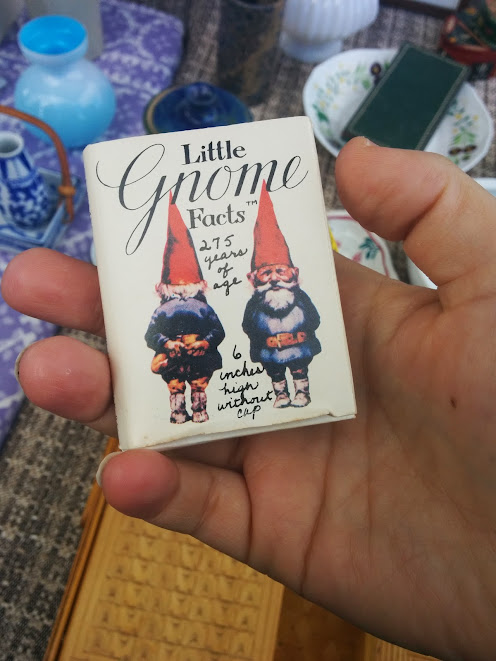 Little
Gnome
Facts™
275
years
of
age
6
inches
high
without
cap